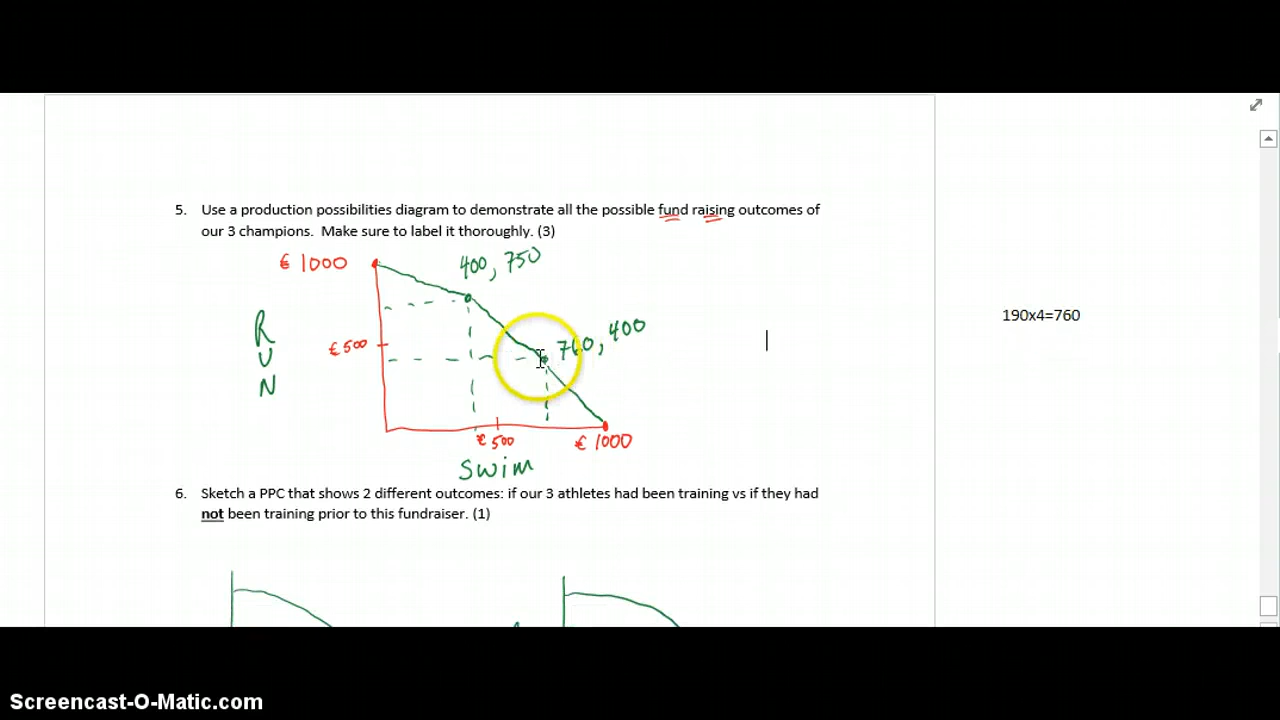 5. Use a production possibilities diagram to demonstrate all the possible fund raising outcomes of
our 3 champions. Make sure to label it thoroughly. (3)
€ 1000
400, 750
190x4=760
RUN
760, 400
€ 500
€ 500
€ 1000
Swim
6. Sketch a PPC that shows 2 different outcomes: if our 3 athletes had been training vs if they had
not been training prior to this fundraiser. (1)
Screencast-O-Matic.com